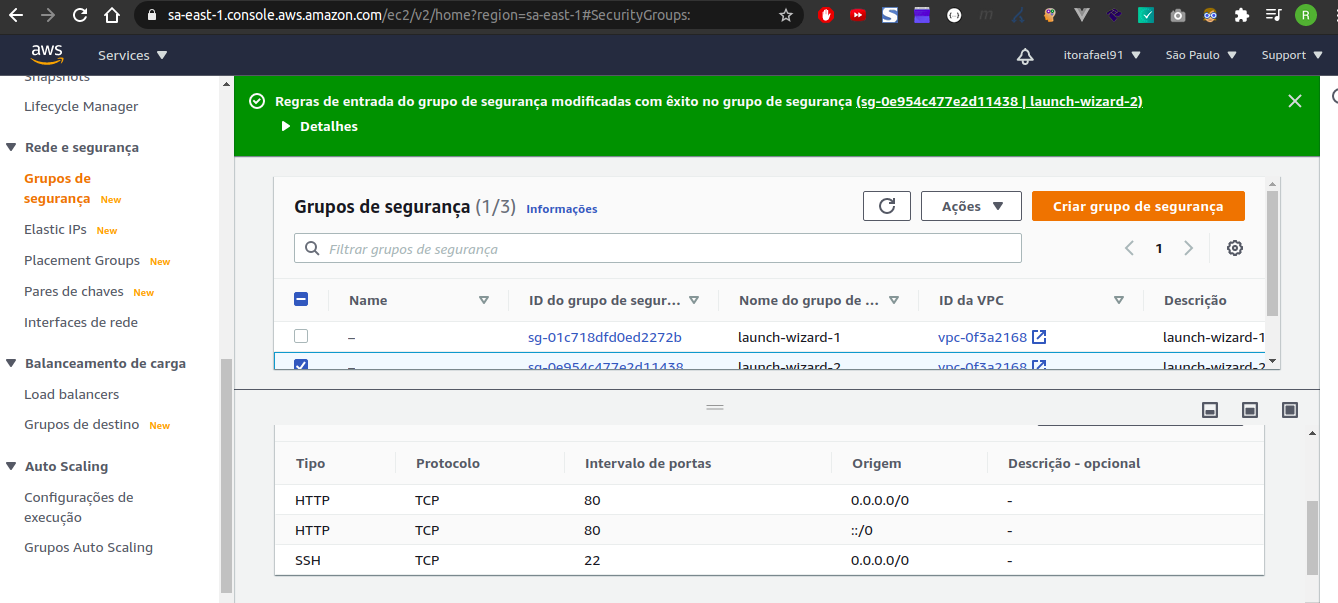 sa-east-1.console.aws.amazon.com/ec2/v2/home?region=sa-east-1#SecurityGroups:
R
aws
Services
itorafael91
São Paulo
Support
Snapshots
Lifecycle Manager
Rede e segurança
Grupos de
segurança New
Elastic IPs New
Placement Groups New
Pares de chaves New
Interfaces de rede
Balanceamento de carga
Load balancers
Grupos de destino New
Auto Scaling
Configurações de
execução
Grupos Auto Scaling
Regras de entrada do grupo de segurança modificadas com êxito no grupo de segurança (sg-0e954c477e2d11438 | launch-wizard-2)
Detalhes
Grupos de segurança (1/3) Informações
Ações
Criar grupo de segurança
Filtrar grupos de segurança
1
Name ID do grupo de segur... Nome do grupo de ... ID da VPC Descrição
– sg-01c718dfd0ed2272b launch-wizard-1 vpc-0f3a2168 launch-wizard-1
– sg-0e954c477e2d11438 launch-wizard-2 vpc-0f3a2168 launch-wizard-2
Tipo Protocolo Intervalo de portas Origem Descrição - opcional
HTTP TCP 80 0.0.0.0/0 -
HTTP TCP 80 ::/0 -
SSH TCP 22 0.0.0.0/0 -